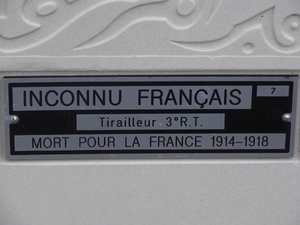 INCONNU FRANÇAIS 7
Tirailleur 3°R.T.
MORT POUR LA FRANCE 1914-1918